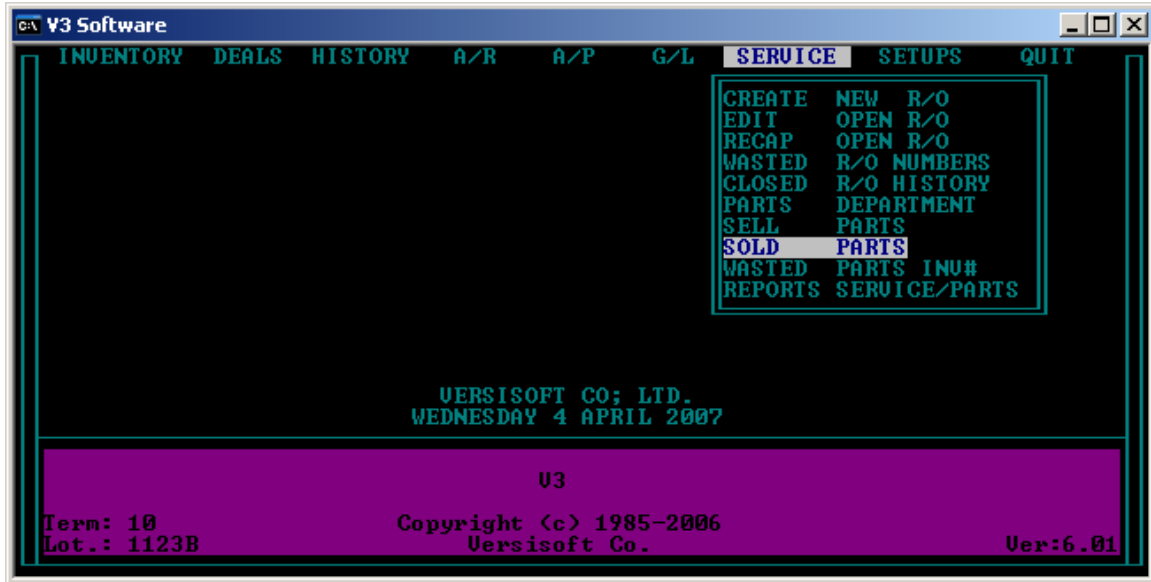 V3 Software
INVENTORY DEALS HISTORY A/R A/P G/L SERVICE SETUPS QUIT
CREATE NEW R/O
EDIT OPEN R/O
RECAP OPEN R/O
WASTED R/O NUMBERS
CLOSED R/O HISTORY
PARTS DEPARTMENT
SELL PARTS
SOLD PARTS
WASTED PARTS INV#
REPORTS SERVICE/PARTS
VERSISOFT CO; LTD.
WEDNESDAY 4 APRIL 2007
V3
Term: 10 Copyright (c) 1985-2006
Lot.: 1123B Versisoft Co. Ver:6.01